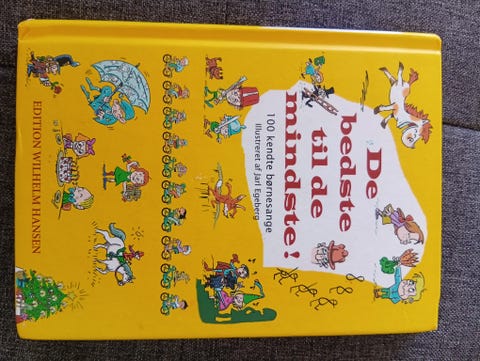 De
bedste
til de
mindste!
100 kendte børnesange
Illustreret af Jarl Egeberg
EDITION WILHELM HANSEN